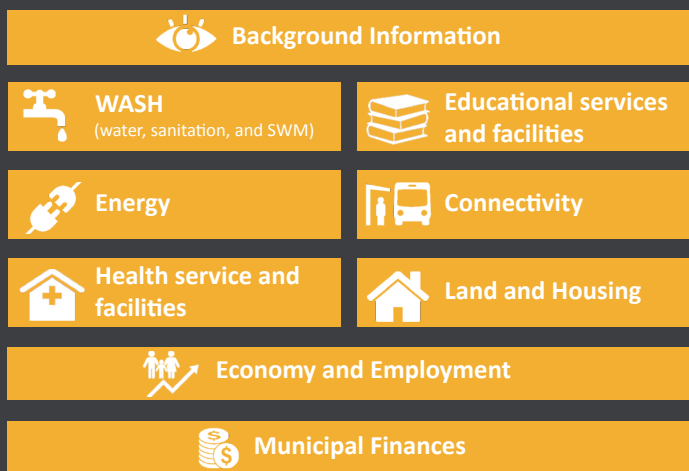 Background Information
WASH
(water, sanitation, and SWM)
Educational services
and facilities
Energy
Connectivity
Health service and
facilities
Land and Housing
Economy and Employment
$
$
Municipal Finances